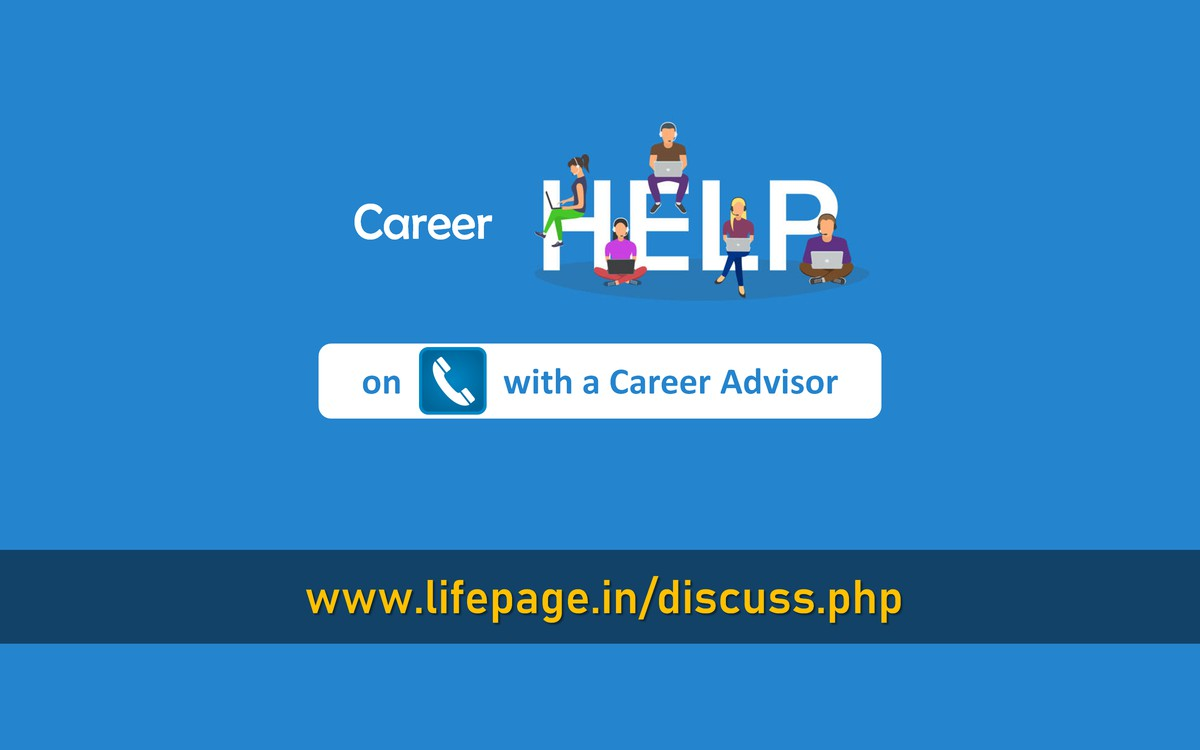 Career HELP
on with a Career Advisor
www.lifepage.in/discuss.php